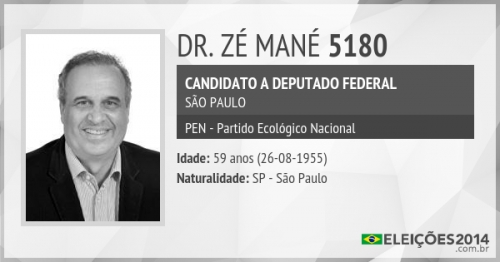 DR. ZÉ MANÉ 5180
CANDIDATO A DEPUTADO FEDERAL
SÃO PAULO
PEN - Partido Ecológico Nacional
Idade: 59 anos (26-08-1955)
Naturalidade: SP - São Paulo
ELEIÇÕES2014
.com.br